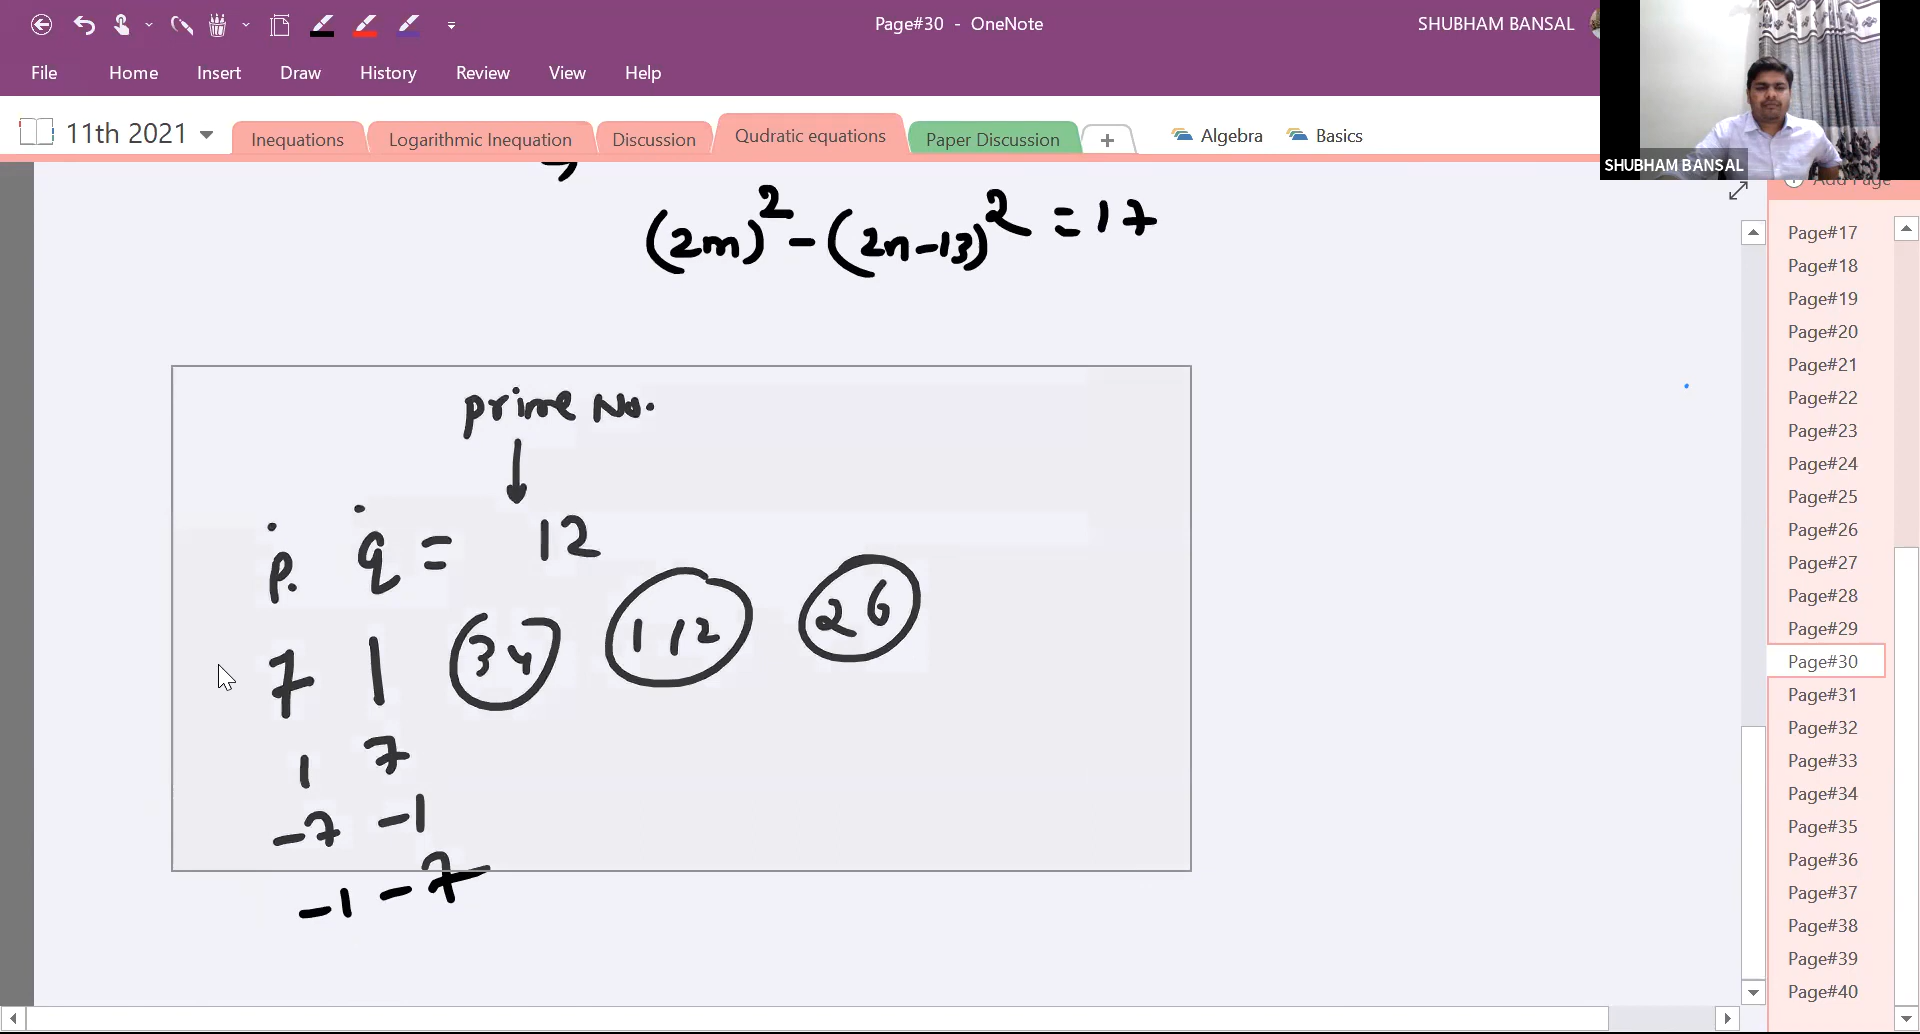 Page#30 - OneNote
SHUBHAM BANSAL
File Home Insert Draw History Review View Help
11th 2021
Inequations
Logarithmic Inequation
Discussion
Qudratic equations
Paper Discussion
+
Algebra
Basics
SHUBHAM BANSAL
Add Page
(2m)² - (2n-13)² = 17
prime No.
p. q = 12
7 1 3 4 1 12 2 6
1 7
-7 -1
-1 -7
Page#17
Page#18
Page#19
Page#20
Page#21
Page#22
Page#23
Page#24
Page#25
Page#26
Page#27
Page#28
Page#29
Page#30
Page#31
Page#32
Page#33
Page#34
Page#35
Page#36
Page#37
Page#38
Page#39
Page#40